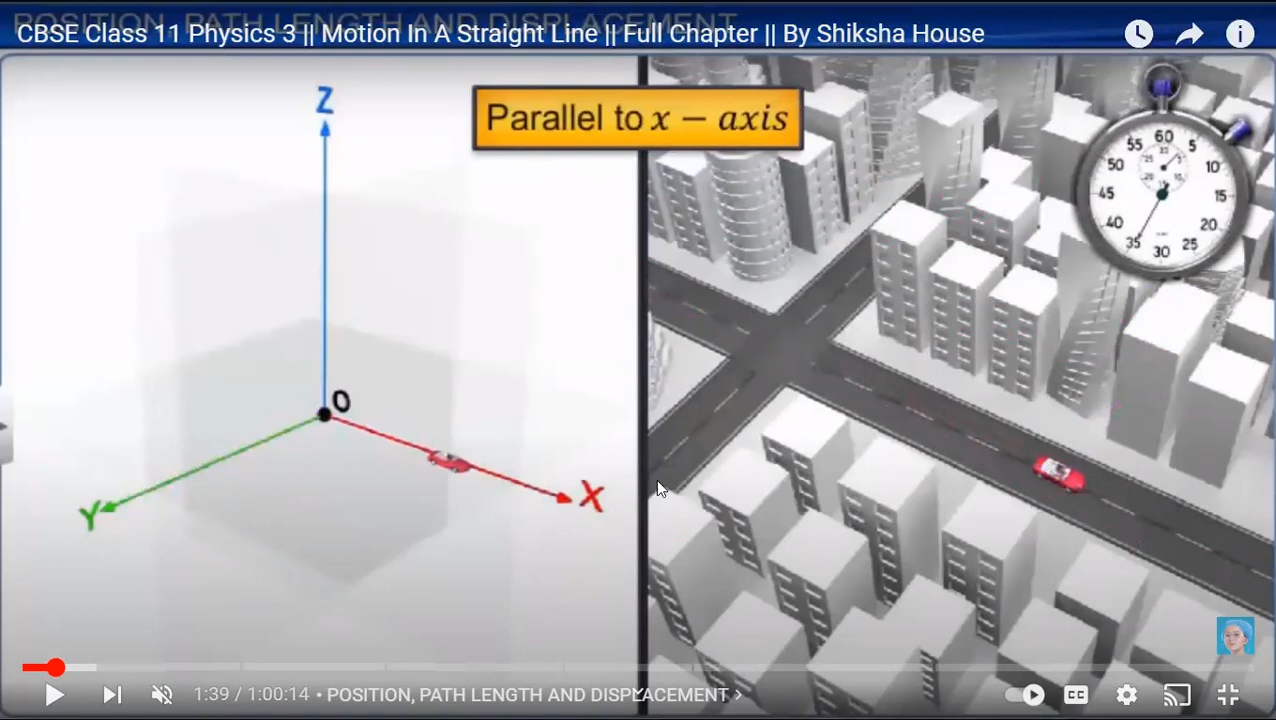 POSITION, PATH LENGTH AND DISPLACEMENT
CBSE Class 11 Physics 3 || Motion In A Straight Line || Full Chapter || By Shiksha House
Parallel to x − axis
Z
O
Y
X
60
5
10
15
20
25
30
35
40
45
50
55
1:39 / 1:00:14 • POSITION, PATH LENGTH AND DISPLACEMENT >
CC